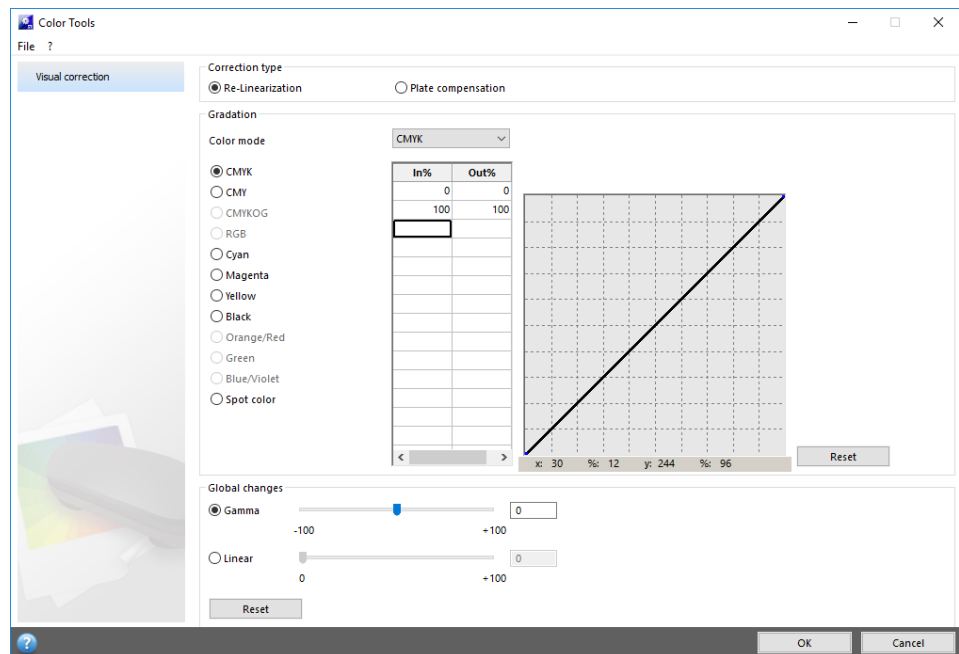 Color Tools
File ?
Visual correction
Correction type
Re-Linearization Plate compensation
Gradation
Color mode CMYK
CMYK
CMY
CMYKOG
RGB
Cyan
Magenta
Yellow
Black
Orange/Red
Green
Blue/Violet
Spot color
In% Out%
0 0
100 100
x: 30 %: 12 y: 244 %: 96
Reset
Global changes
Gamma 0
-100 +100
Linear 0
0 +100
Reset
? OK Cancel